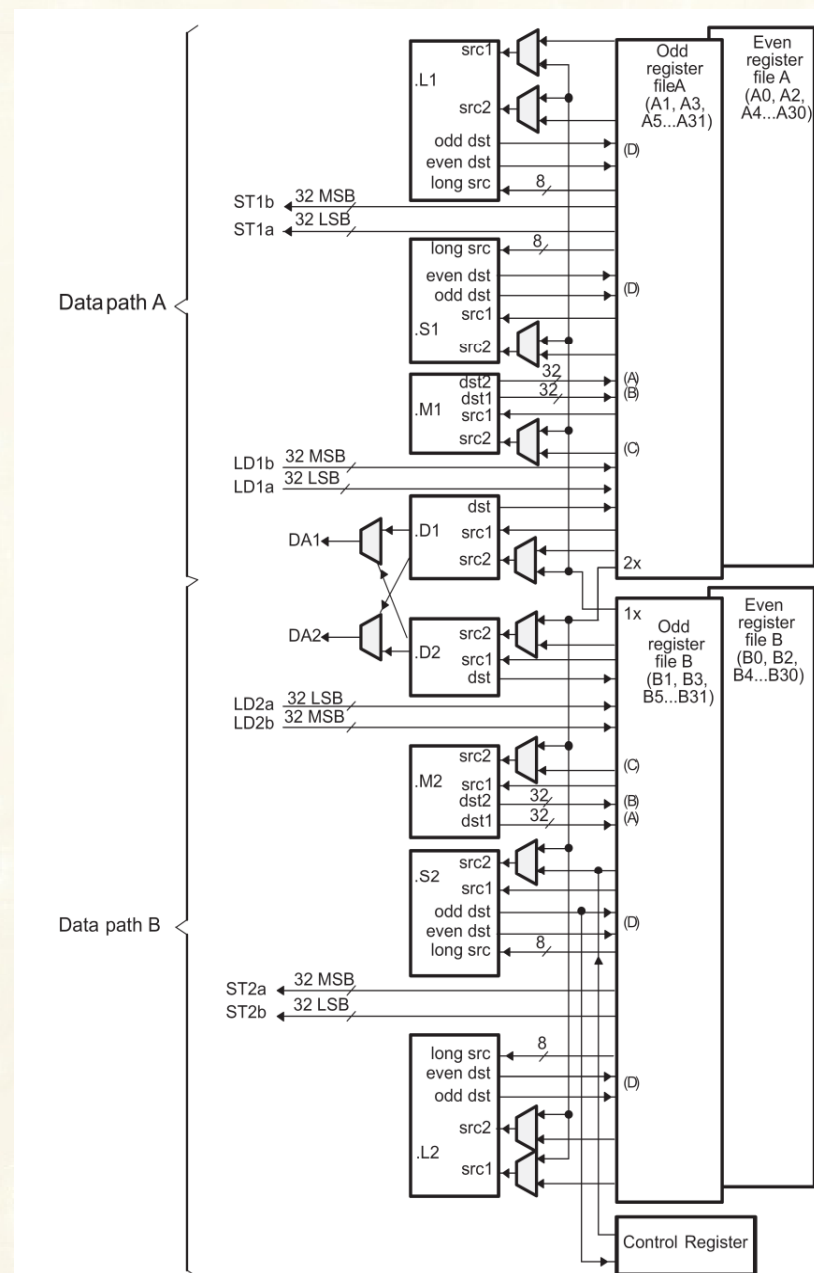 src1
.L1
src2
odd dst
even dst
long src
8
Odd
register
fileA
(A1, A3,
A5...A31)
Even
register
file A
(A0, A2,
A4...A30)
(D)
ST1b
32 MSB
ST1a
32 LSB
long src
8
even dst
odd dst
(D)
src1
.S1
src2
Data path A
dst2
32
(A)
dst1
32
(B)
.M1
src1
src2
(C)
LD1b
32 MSB
LD1a
32 LSB
dst
.D1
src1
src2
DA1
2x
1x
DA2
src2
.D2
src1
dst
Odd
register
file B
(B1, B3,
B5...B31)
Even
register
file B
(B0, B2,
B4...B30)
LD2a
32 LSB
LD2b
32 MSB
src2
(C)
.M2
src1
dst2
32
(B)
dst1
32
(A)
src2
.S2
src1
odd dst
(D)
even dst
long src
8
Data path B
ST2a
32 MSB
ST2b
32 LSB
long src
8
even dst
(D)
odd dst
src2
.L2
src1
Control Register